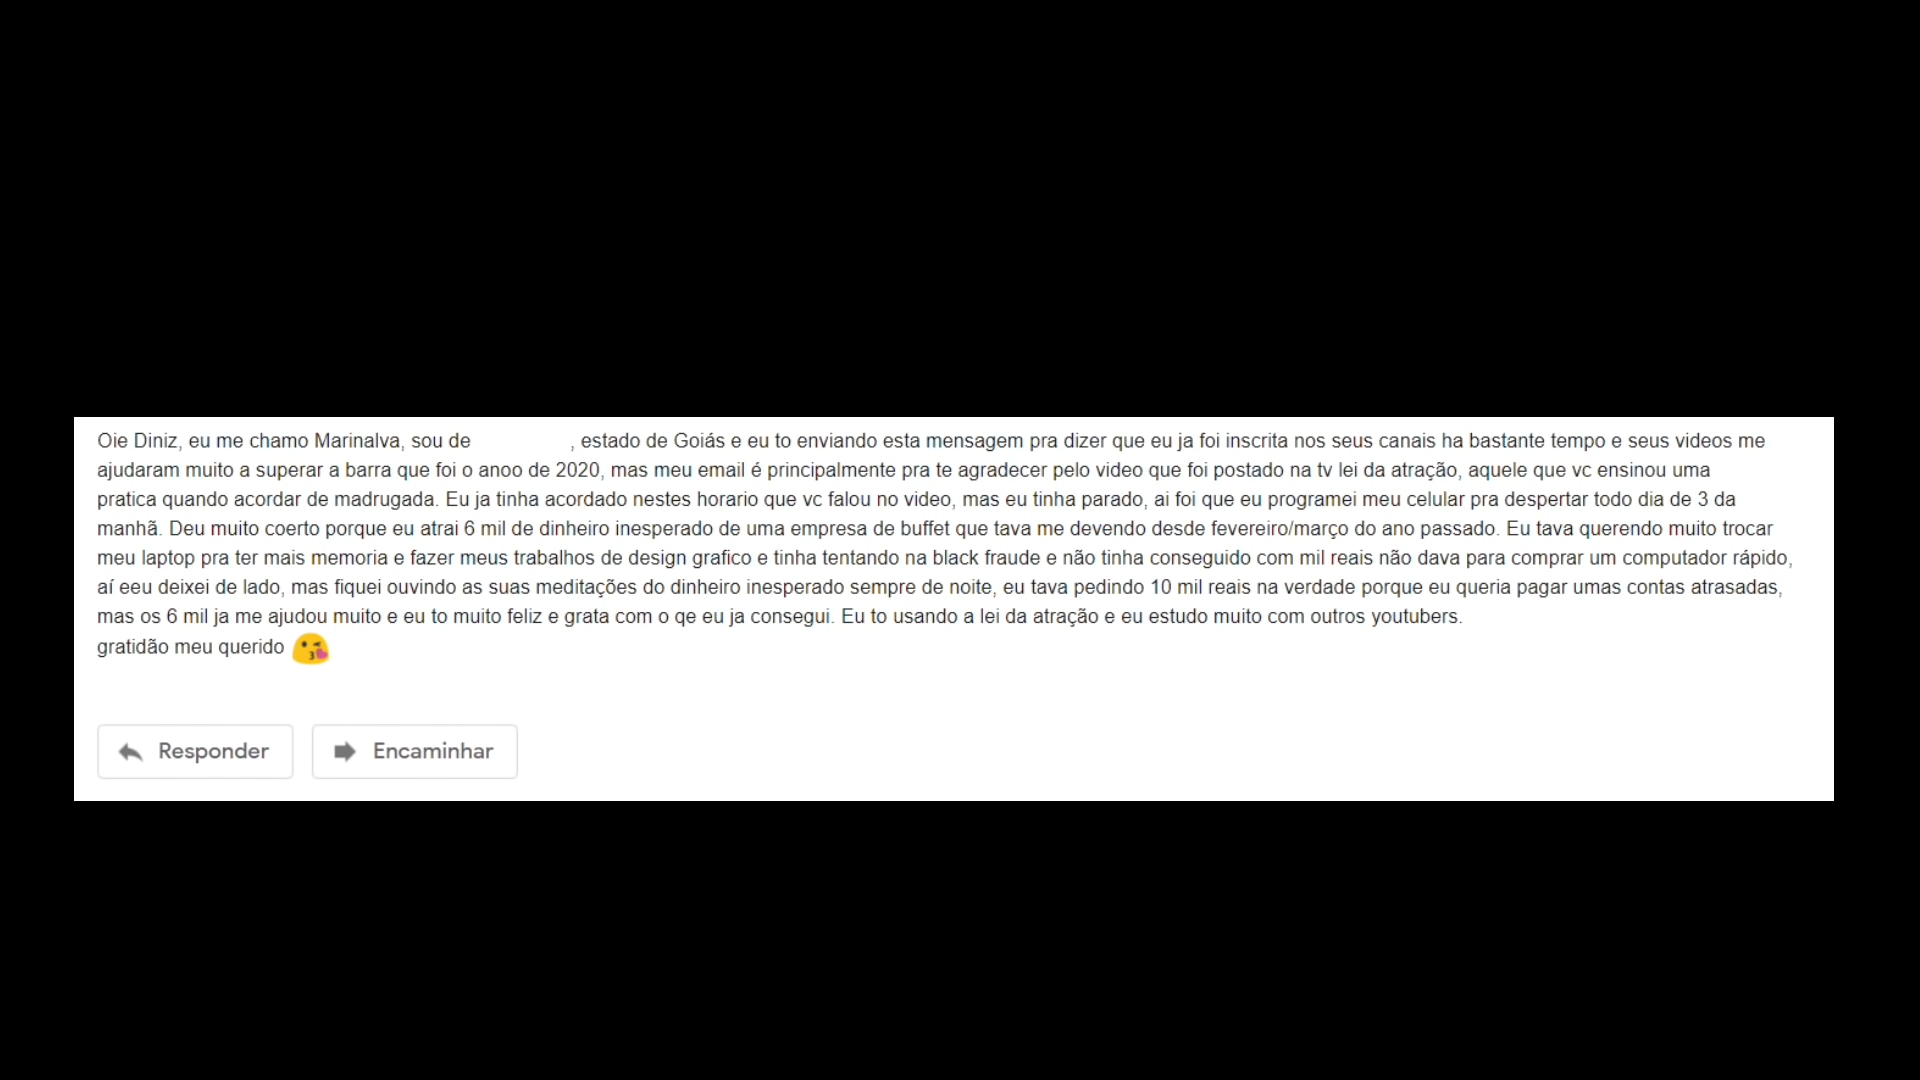 Oie Diniz, eu me chamo Marinalva, sou de , estado de Goiás e eu to enviando esta mensagem pra dizer que eu ja foi inscrita nos seus canais ha bastante tempo e seus videos me
ajudaram muito a superar a barra que foi o anoo de 2020, mas meu email é principalmente pra te agradecer pelo video que foi postado na tv lei da atração, aquele que vc ensinou uma
pratica quando acordar de madrugada. Eu ja tinha acordado nestes horario que vc falou no video, mas eu tinha parado, ai foi que eu programei meu celular pra despertar todo dia de 3 da
manhã. Deu muito coerto porque eu atrai 6 mil de dinheiro inesperado de uma empresa de buffet que tava me devendo desde fevereiro/março do ano passado. Eu tava querendo muito trocar
meu laptop pra ter mais memoria e fazer meus trabalhos de design grafico e tinha tentando na black fraude e não tinha conseguido com mil reais não dava para comprar um computador rápido,
aí eeu deixei de lado, mas fiquei ouvindo as suas meditações do dinheiro inesperado sempre de noite, eu tava pedindo 10 mil reais na verdade porque eu queria pagar umas contas atrasadas,
mas os 6 mil ja me ajudou muito e eu to muito feliz e grata com o qe eu ja consegui. Eu to usando a lei da atração e eu estudo muito com outros youtubers.
gratidão meu querido
Responder Encaminhar